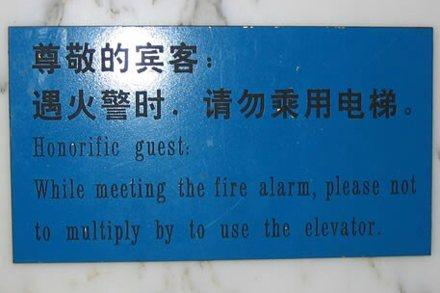 尊敬的宾客：
遇火警时．请勿乘用电梯。
Honorific guest:
While meeting the fire alarm, please not
to multiply by to use the elevator.